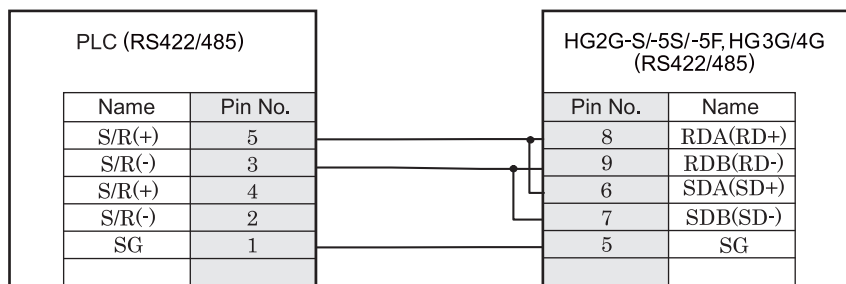 PLC (RS422/485)
HG2G-S/-5S/-5F, HG3G/4G
(RS422/485)
Name Pin No. Pin No. Name
S/R(+) 5 8 RDA(RD+)
S/R(-) 3 9 RDB(RD-)
S/R(+) 4 6 SDA(SD+)
S/R(-) 2 7 SDB(SD-)
SG 1 5 SG